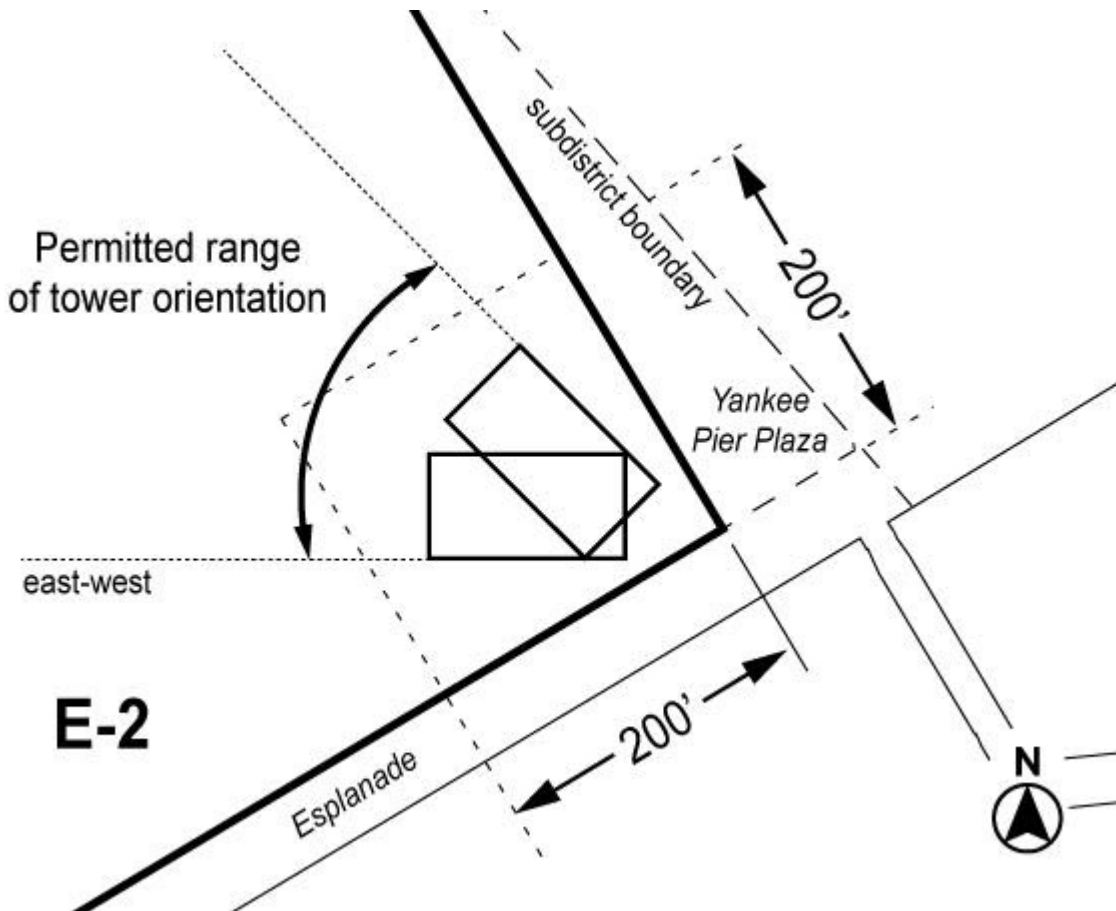 subdistrict boundary
200’
Permitted range
of tower orientation
Yankee
Pier Plaza
east-west
E-2
200’
Esplanade
N